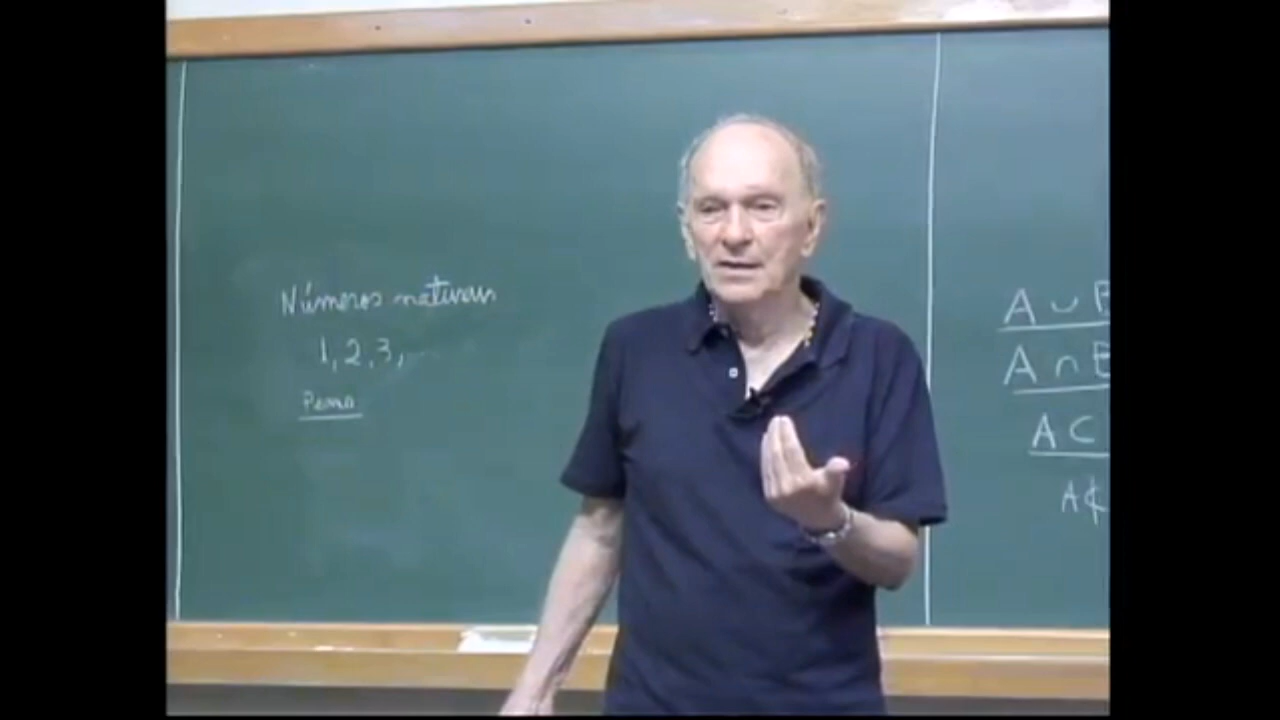 Números naturais
1, 2, 3,
Peano
A ∪ B
A ∩ B
A ⊂
A ⊄